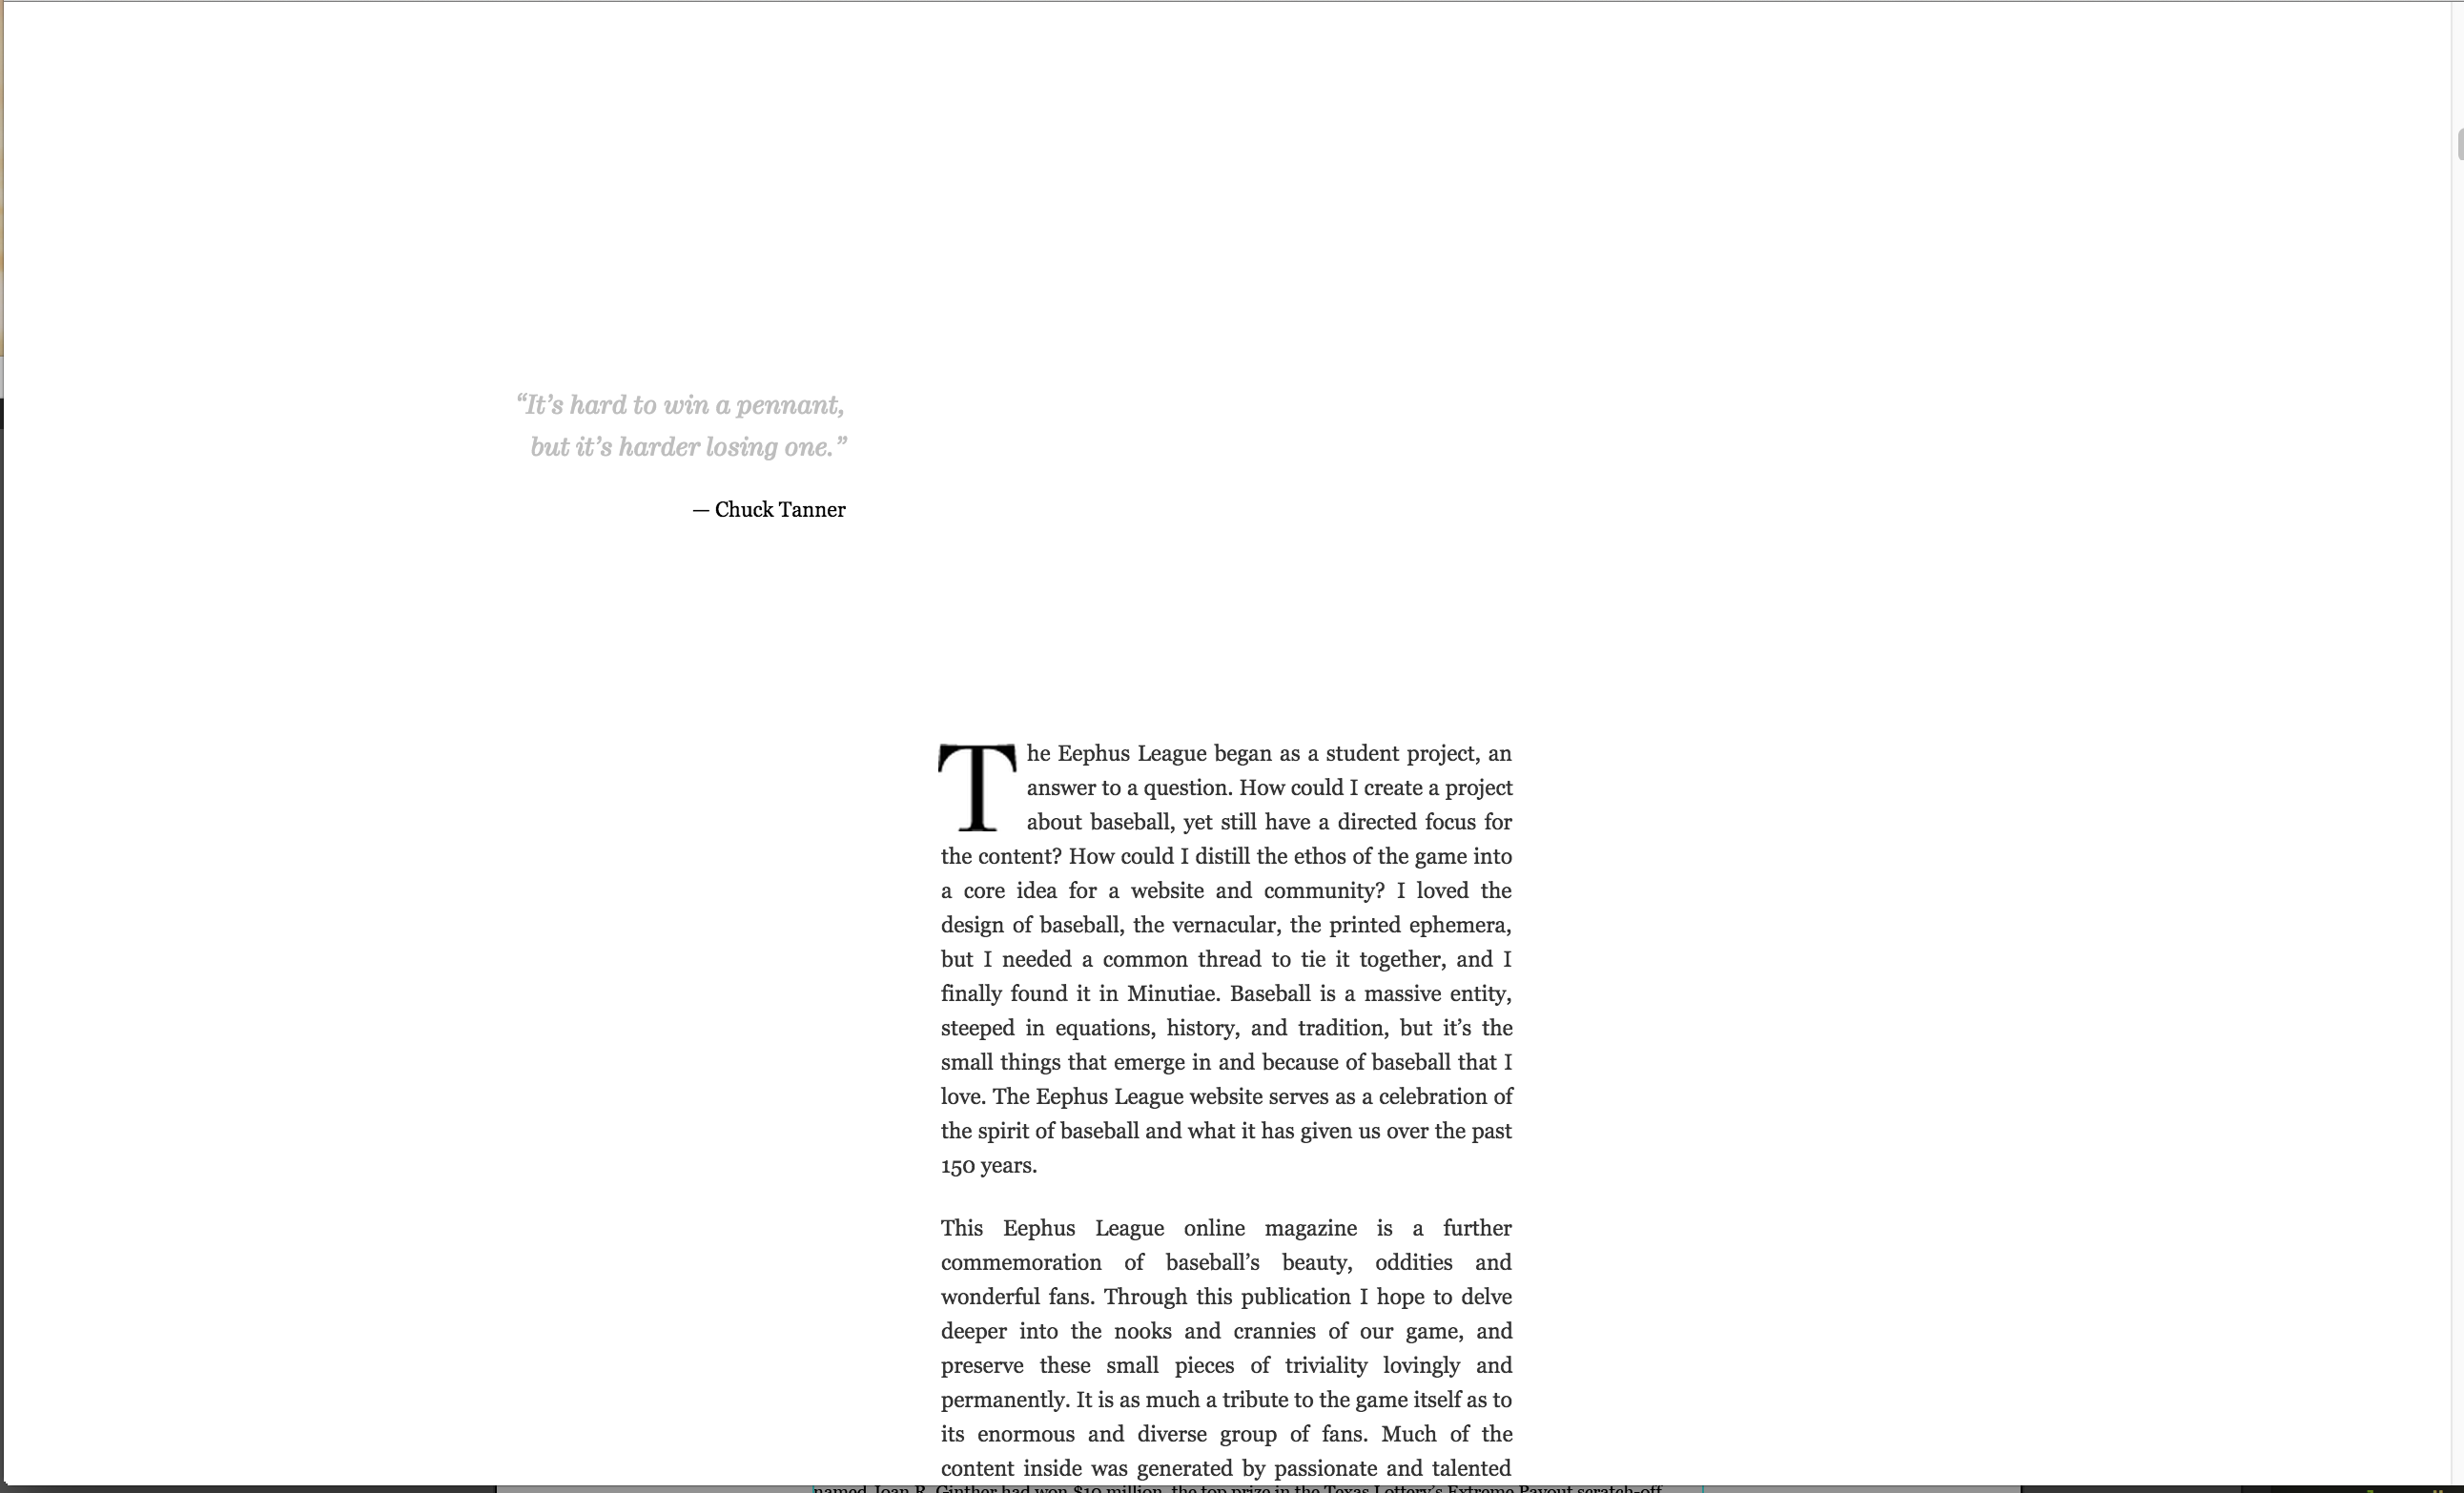 “It’s hard to win a pennant,
but it’s harder losing one.”
— Chuck Tanner
The Eephus League began as a student project, an
answer to a question. How could I create a project
about baseball, yet still have a directed focus for
the content? How could I distill the ethos of the game into
a core idea for a website and community? I loved the
design of baseball, the vernacular, the printed ephemera,
but I needed a common thread to tie it together, and I
finally found it in Minutiae. Baseball is a massive entity,
steeped in equations, history, and tradition, but it’s the
small things that emerge in and because of baseball that I
love. The Eephus League website serves as a celebration of
the spirit of baseball and what it has given us over the past
150 years.
This Eephus League online magazine is a further
commemoration of baseball’s beauty, oddities and
wonderful fans. Through this publication I hope to delve
deeper into the nooks and crannies of our game, and
preserve these small pieces of triviality lovingly and
permanently. It is as much a tribute to the game itself as to
its enormous and diverse group of fans. Much of the
content inside was generated by passionate and talented
named Joan R. Ginther had won $10 million, the top prize in the Texas Lottery’s Extreme Payout scratch-off